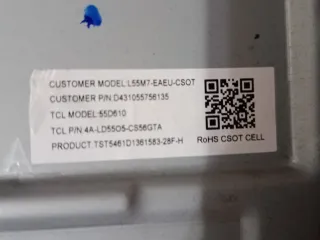 CUSTOMER MODEL:L55M7-EAEU-CSOT
CUSTOMER P/N:D431055756135
TCL MODEL:55D610
TCL P/N:4A-LD55O5-CS56GTA
PRODUCT:TST5461D1361583-28F-H
RoHS CSOT CELL